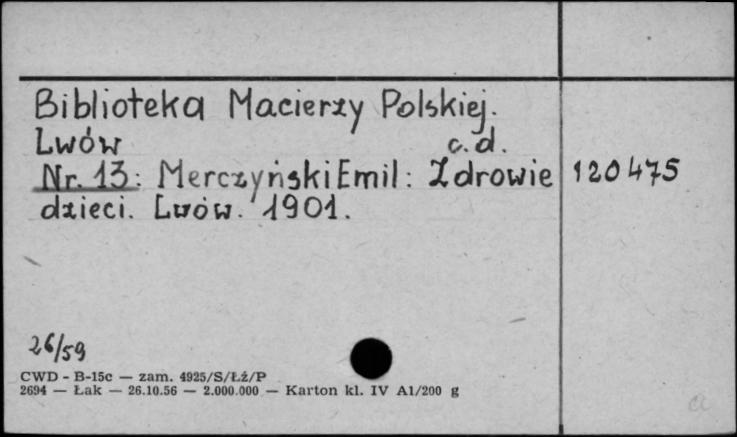 Biblioteka Macierzy Polskiej.
Lwów c.d.
Nr. 13: Merczyński Emil: Zdrowie 120475
dzieci. Lwów. 1901.
26/59
CWD - B-15c — zam. 4925/S/Łź/P
2694 — Łak — 26.10.56 — 2.000.000 — Karton kl. IV A1/200 g